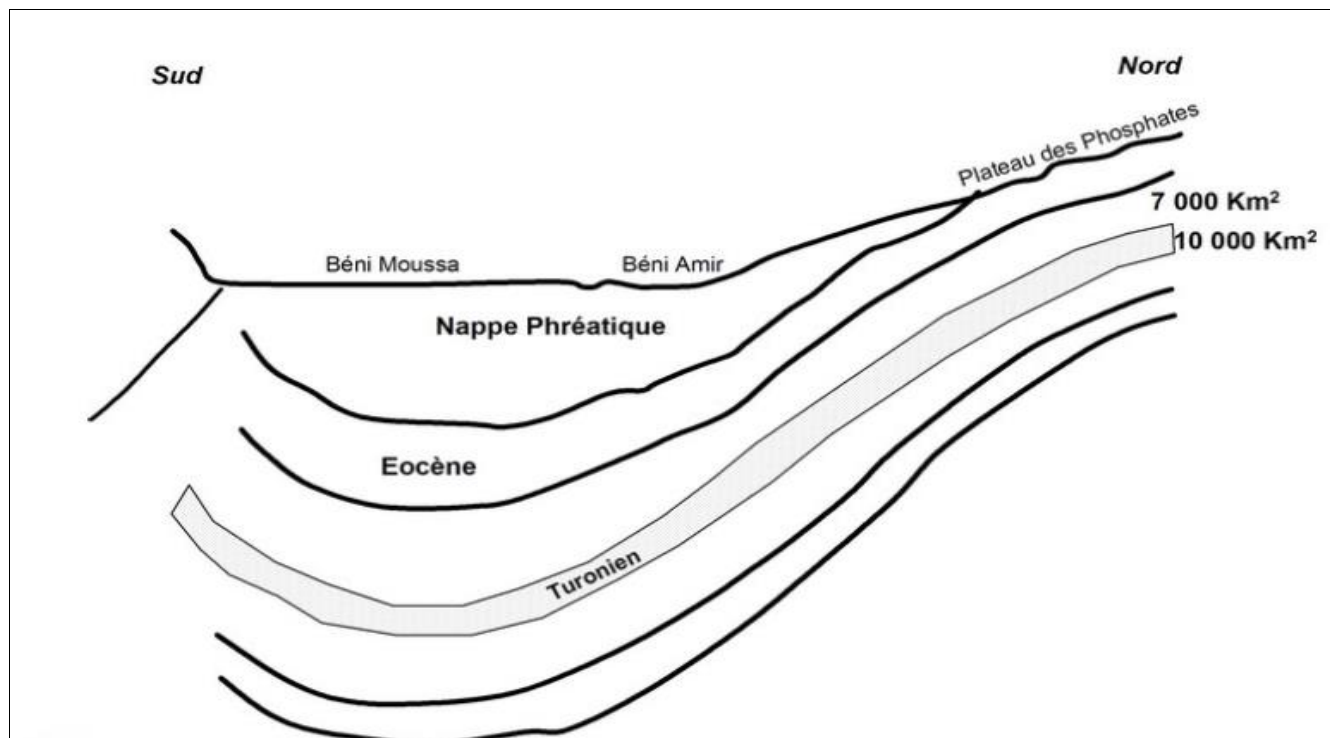 Sud
Nord
Plateau des Phosphates
7 000 Km²
10 000 Km²
Béni Moussa
Béni Amir
Nappe Phréatique
Eocène
Turonien